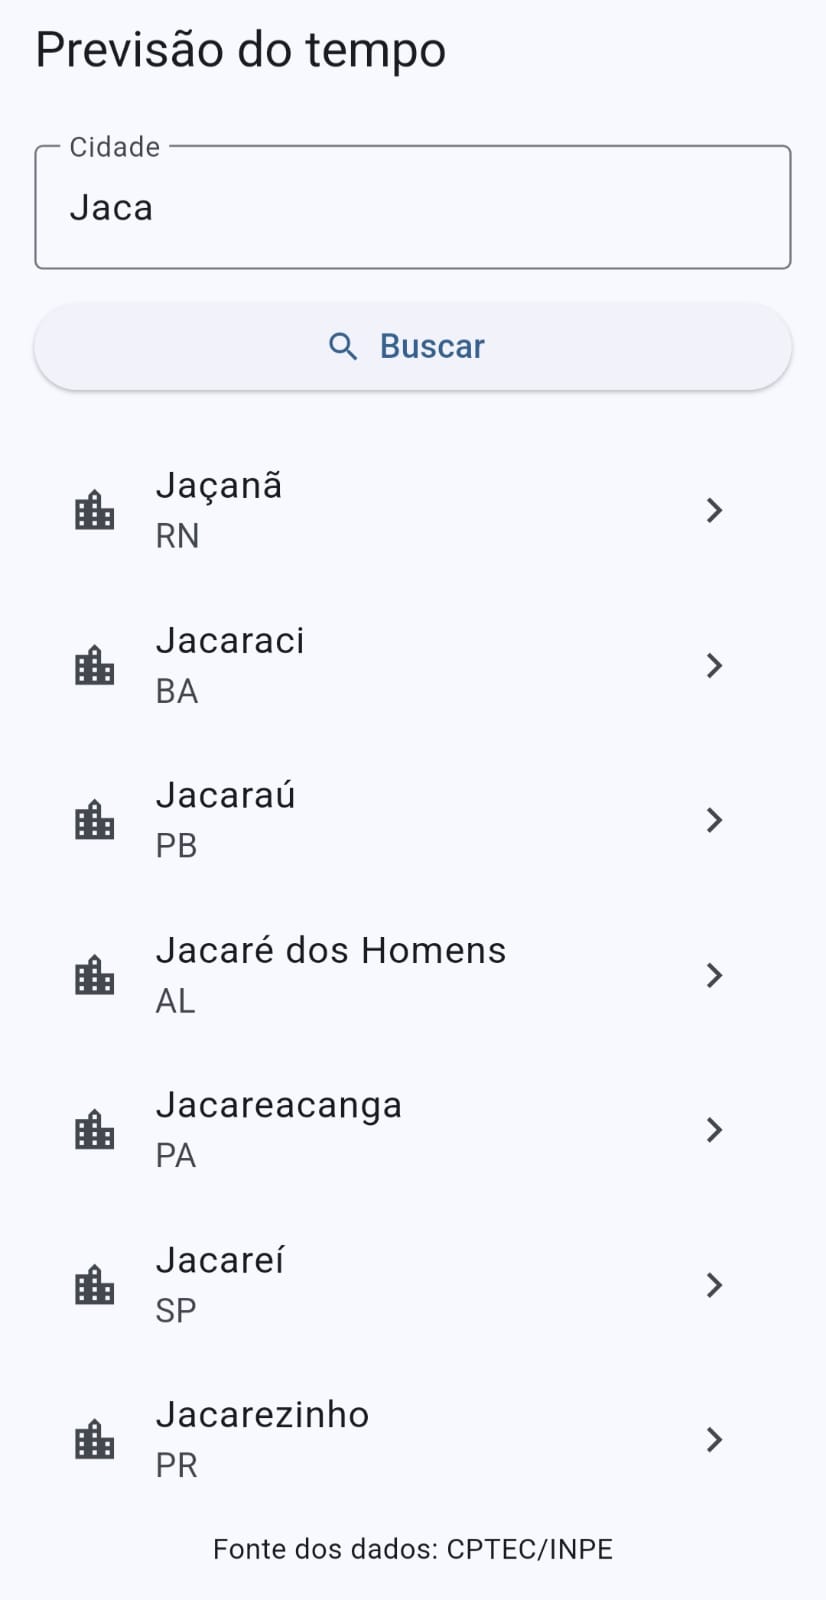 Previsão do tempo
Cidade
Jaca
Buscar
Jaçanã
RN
Jacaraci
BA
Jacaraú
PB
Jacaré dos Homens
AL
Jacareacanga
PA
Jacareí
SP
Jacarezinho
PR
Fonte dos dados: CPTEC/INPE